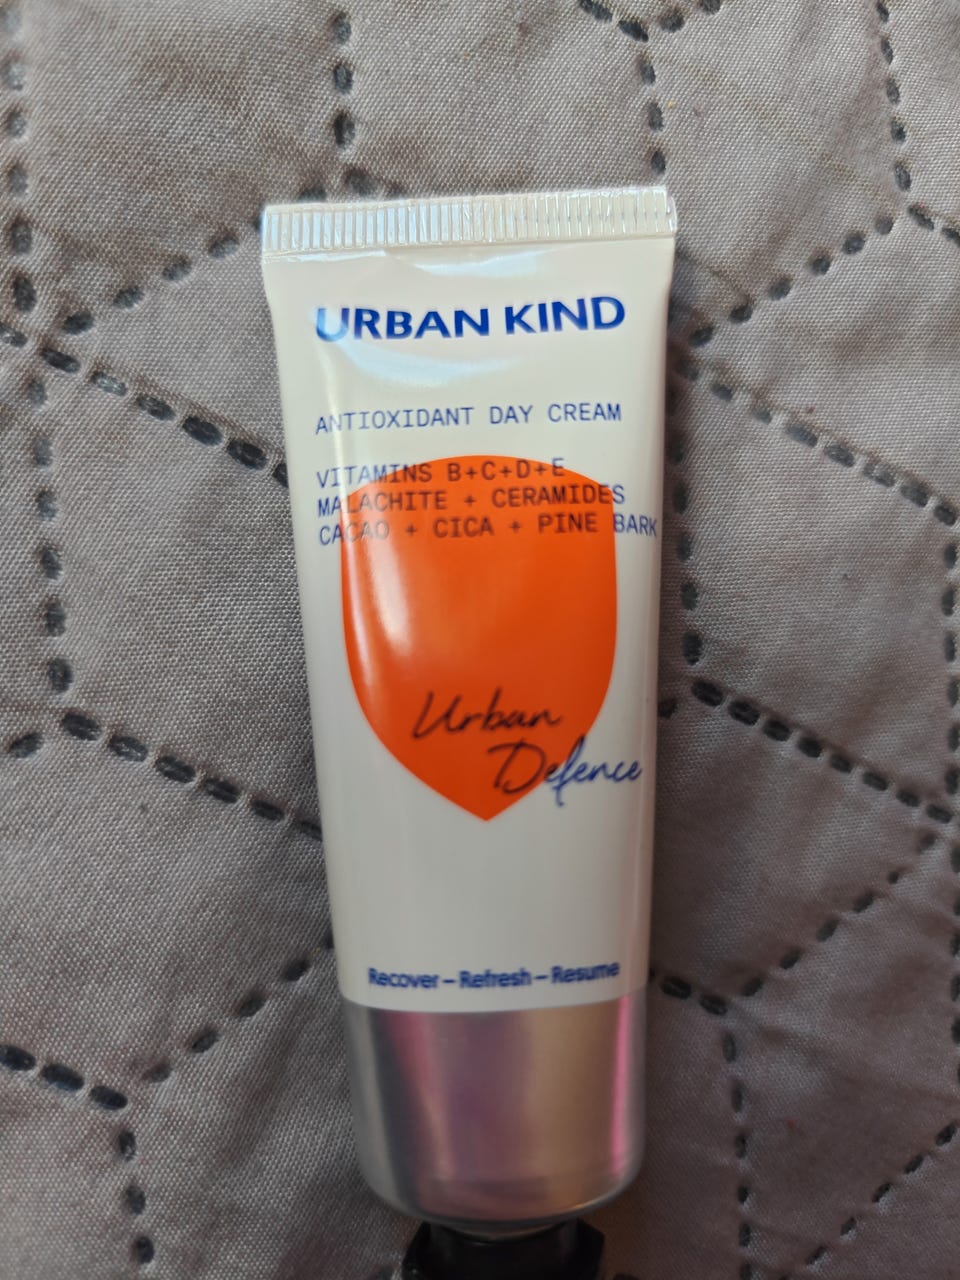 URBAN KIND
ANTIOXIDANT DAY CREAM
VITAMINS B+C+D+E
MALACHITE + CERAMIDES
CACAO + CICA + PINE BARK
Urban
Defence
Recover – Refresh – Resume